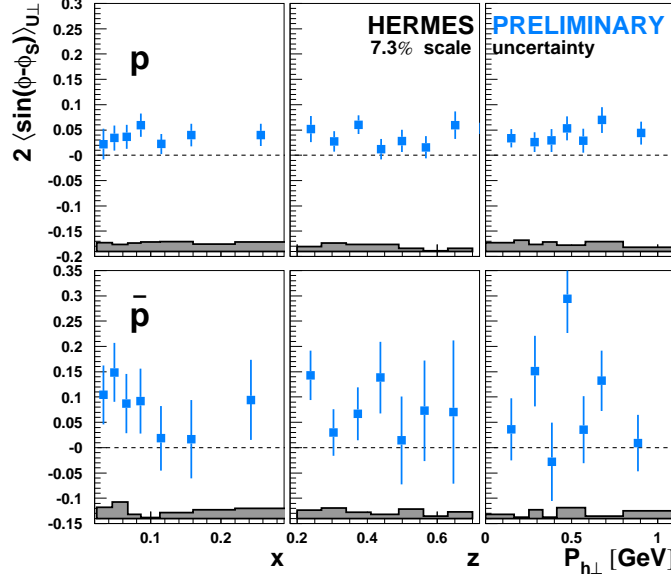 2 ⟨sin(ϕ-ϕS)⟩U⊥
0.3
0.25
0.2
0.15
0.1
0.05
-0
-0.05
-0.1
-0.15
-0.2
p
HERMES
7.3% scale
PRELIMINARY
uncertainty
0.35
0.3
0.25
0.2
0.15
0.1
0.05
-0
-0.05
-0.1
-0.15
p̄
0.1 0.2
0.2 0.4 0.6
0 0.5 1
x
z
Ph⊥ [GeV]